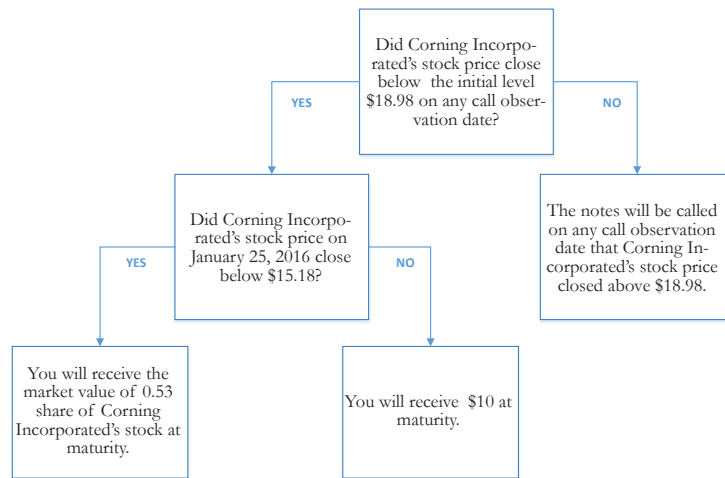 Did Corning Incorpo-
rated’s stock price close
below the initial level
$18.98 on any call obser-
vation date?
YES
NO
Did Corning Incorpo-
rated’s stock price on
January 25, 2016 close
below $15.18?
The notes will be called
on any call observation
date that Corning In-
corporated’s stock price
closed above $18.98.
YES
NO
You will receive the
market value of 0.53
share of Corning
Incorporated’s stock at
maturity.
You will receive $10 at
maturity.